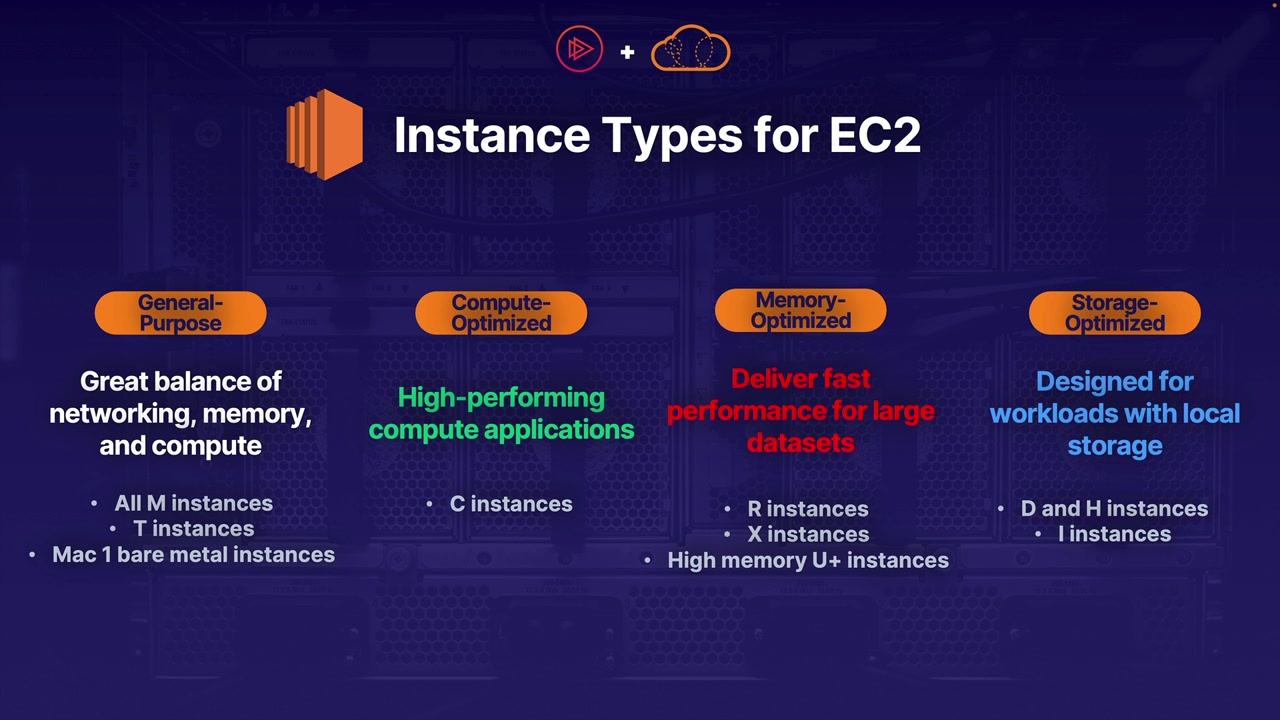 +
Instance Types for EC2
General-
Purpose
Great balance of
networking, memory,
and compute
• All M instances
• T instances
• Mac 1 bare metal instances
Compute-
Optimized
High-performing
compute applications
• C instances
Memory-
Optimized
Deliver fast
performance for large
datasets
• R instances
• X instances
• High memory U+ instances
Storage-
Optimized
Designed for
workloads with local
storage
• D and H instances
• I instances